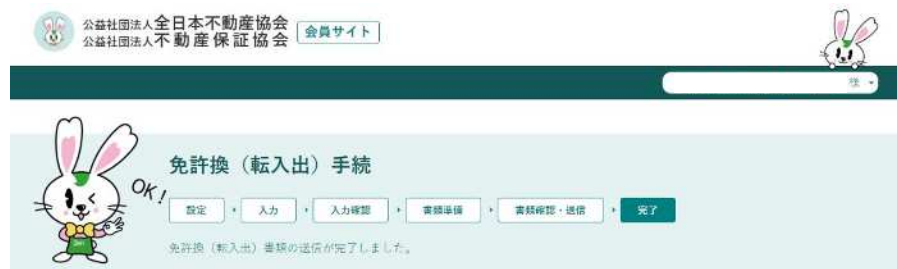 公益社団法人全日本不動産協会
公益社団法人不動産保証協会
会員サイト
様
免許換（転入出）手続
OK!
設定
入力
入力確認
書類準備
書類確認・送信
完了
免許換（転入出）書類の送信が完了しました。